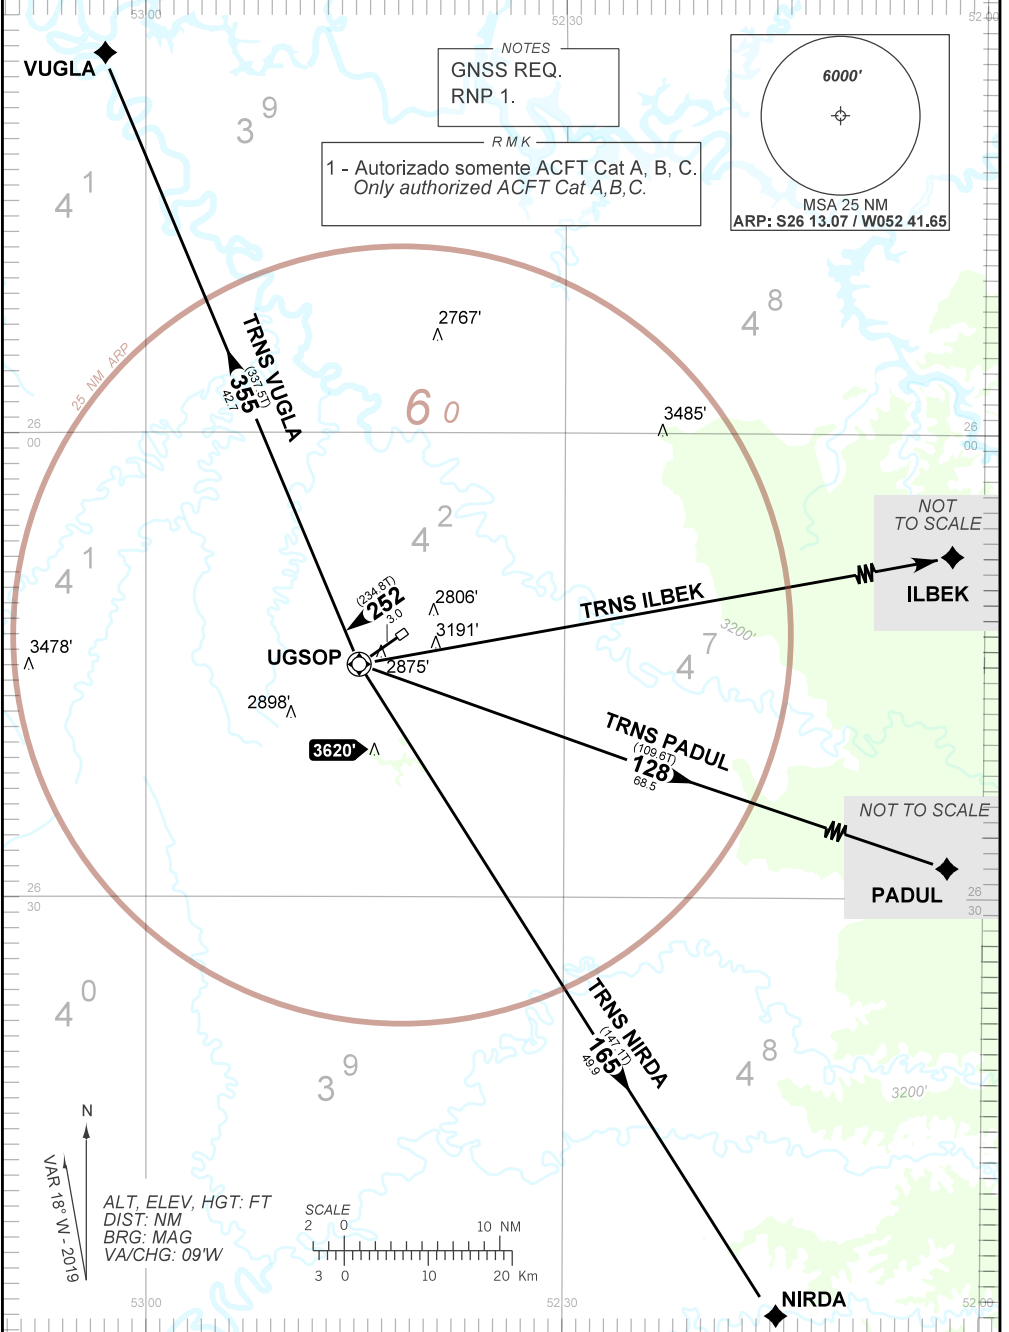 53 00
52 30
52 00
VUGLA
NOTES
GNSS REQ.
RNP 1.
RMK
1 - Autorizado somente ACFT Cat A, B, C.
Only authorized ACFT Cat A,B,C.
6000'
MSA 25 NM
ARP: S26 13.07 / W052 41.65
3 9
4 1
4 8
2767'
25 NM ARP
TRNS VUGLA
(337.5T)
355
42.7
6 0
3485'
26
00
26
00
NOT
TO SCALE
4 2
4 1
ILBEK
(234.8T)
252
3.0
2806'
TRNS ILBEK
3191'
3200'
3478'
UGSOP
2875'
4 7
2898'
3620'
TRNS PADUL
(109.6T)
128
68.5
NOT TO SCALE
PADUL
26
30
26
30
4 0
TRNS NIRDA
(147.1T)
165
49.9
3 9
4 8
3200'
N
VAR 18° W - 2019
ALT, ELEV, HGT: FT
DIST: NM
BRG: MAG
VA/CHG: 09'W
SCALE
2 0 10 NM
3 0 10 20 Km
53 00
52 30
52 00
NIRDA